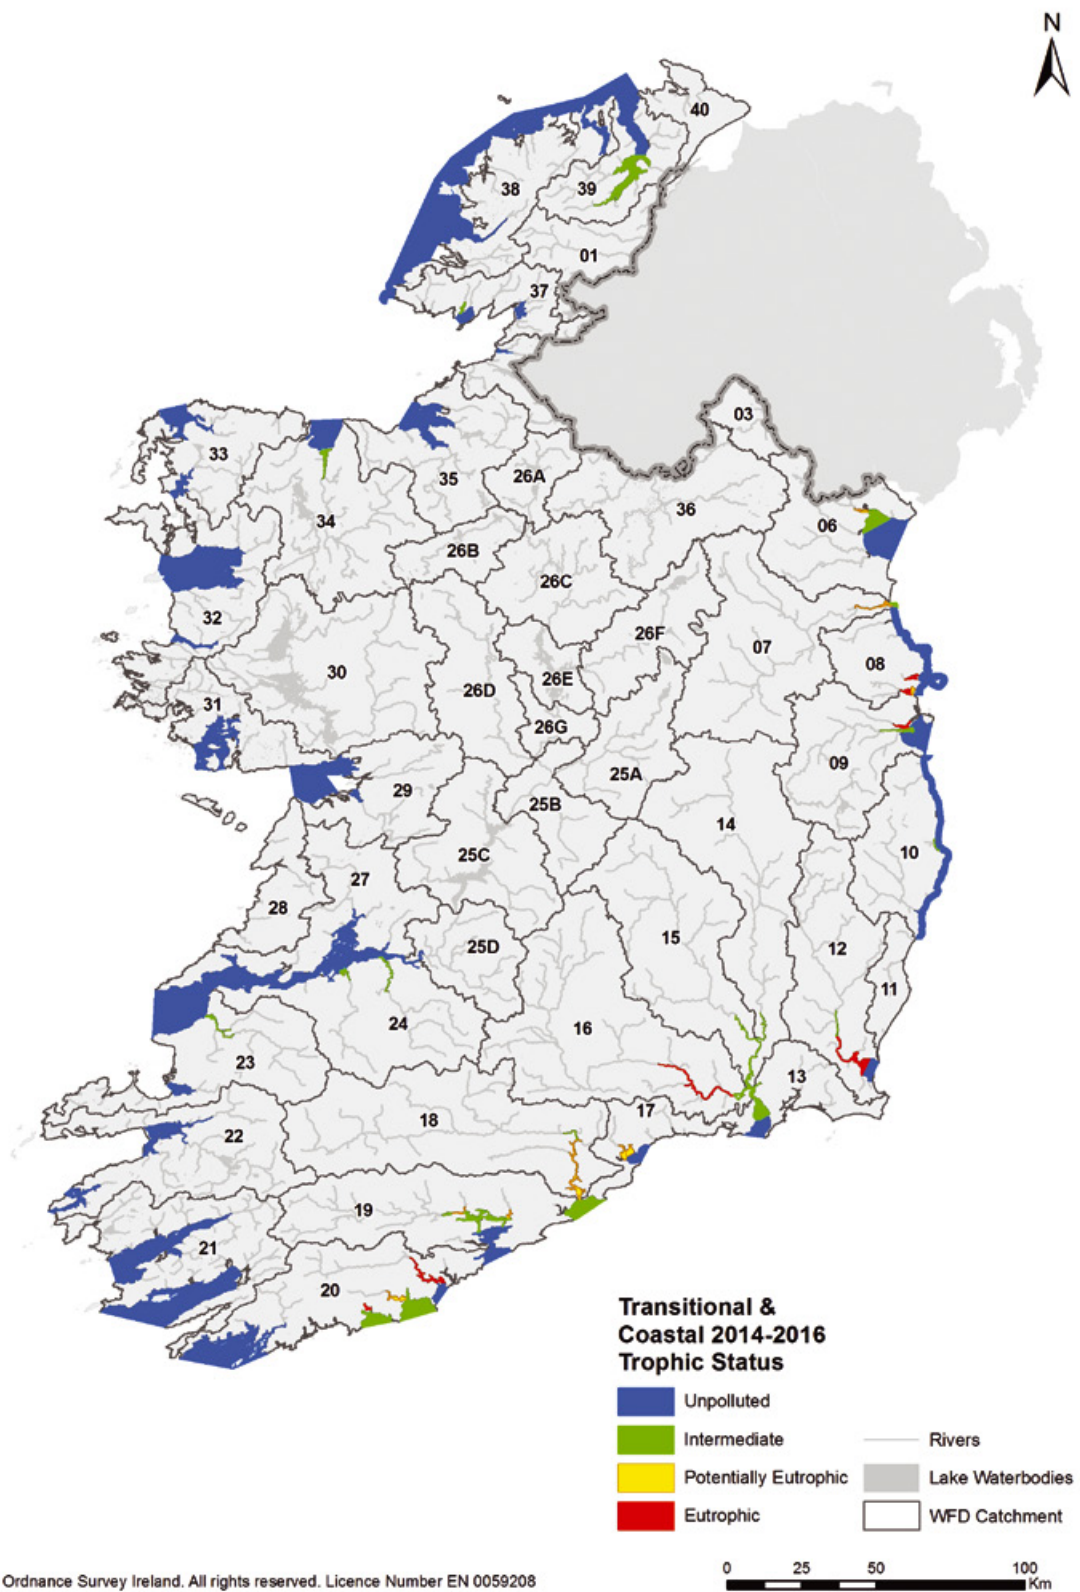 N
40
38
39
01
37
03
33
35
26A
36
06
34
26B
26C
32
26F
07
08
30
26E
31
26D
26G
09
25A
29
25B
14
25C
10
27
28
15
25D
12
11
24
16
23
13
17
18
22
19
21
20
Transitional &
Coastal 2014-2016
Trophic Status
Unpolluted
Intermediate
Rivers
Potentially Eutrophic
Lake Waterbodies
Eutrophic
WFD Catchment
0 25 50 100
Km
Ordnance Survey Ireland. All rights reserved. Licence Number EN 0059208